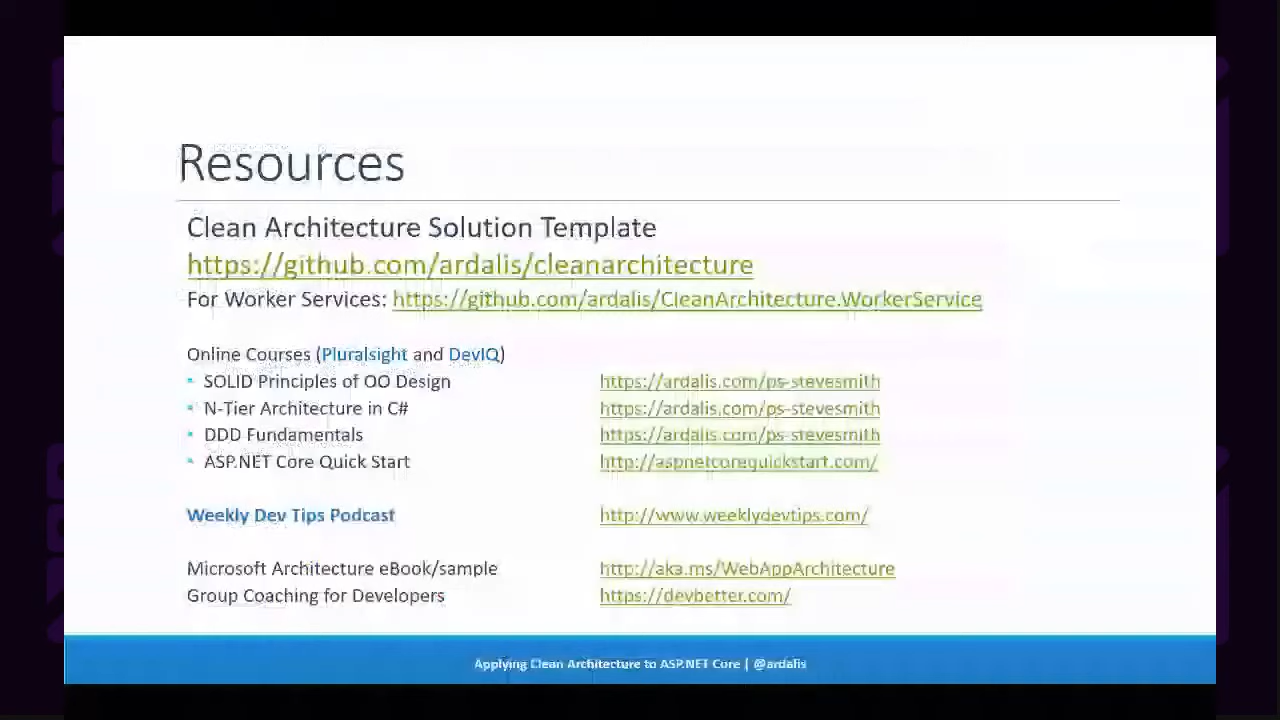 Resources
Clean Architecture Solution Template
https://github.com/ardalis/cleanarchitecture
For Worker Services: https://github.com/ardalis/CleanArchitecture.WorkerService
Online Courses (Pluralsight and DevIQ)
▪ SOLID Principles of OO Design https://ardalis.com/ps-stevesmith
▪ N-Tier Architecture in C# https://ardalis.com/ps-stevesmith
▪ DDD Fundamentals https://ardalis.com/ps-stevesmith
▪ ASP.NET Core Quick Start http://aspnetcorequickstart.com/
Weekly Dev Tips Podcast http://www.weeklydevtips.com/
Microsoft Architecture eBook/sample http://aka.ms/WebAppArchitecture
Group Coaching for Developers https://devbetter.com/
Applying Clean Architecture to ASP.NET Core | @ardalis